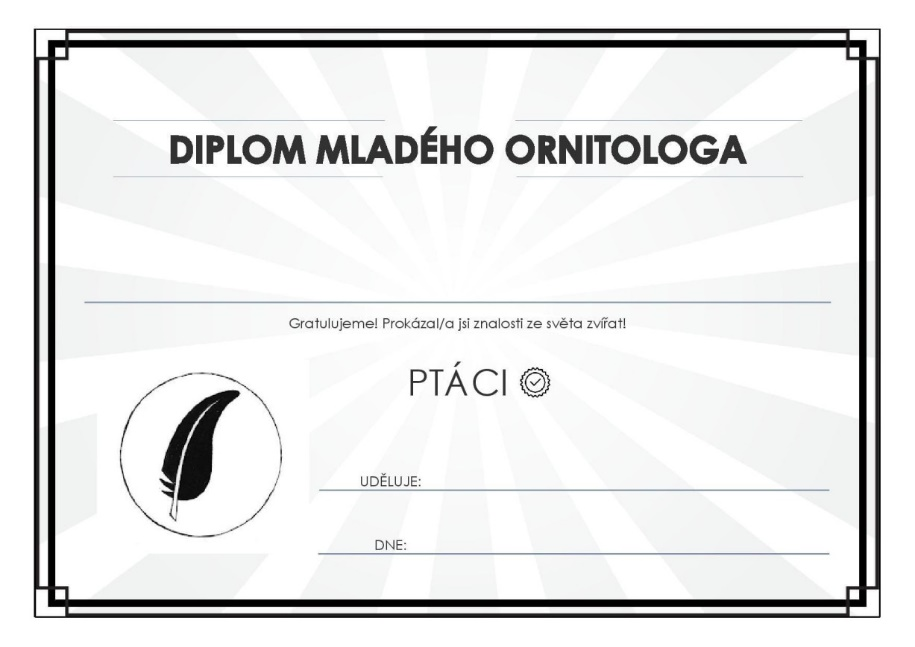 DIPLOM MLADÉHO ORNITOLOGA
Gratulujeme! Prokázal/a jsi znalosti ze světa zvířat!
PTÁCI
UDĚLUJE:
DNE: